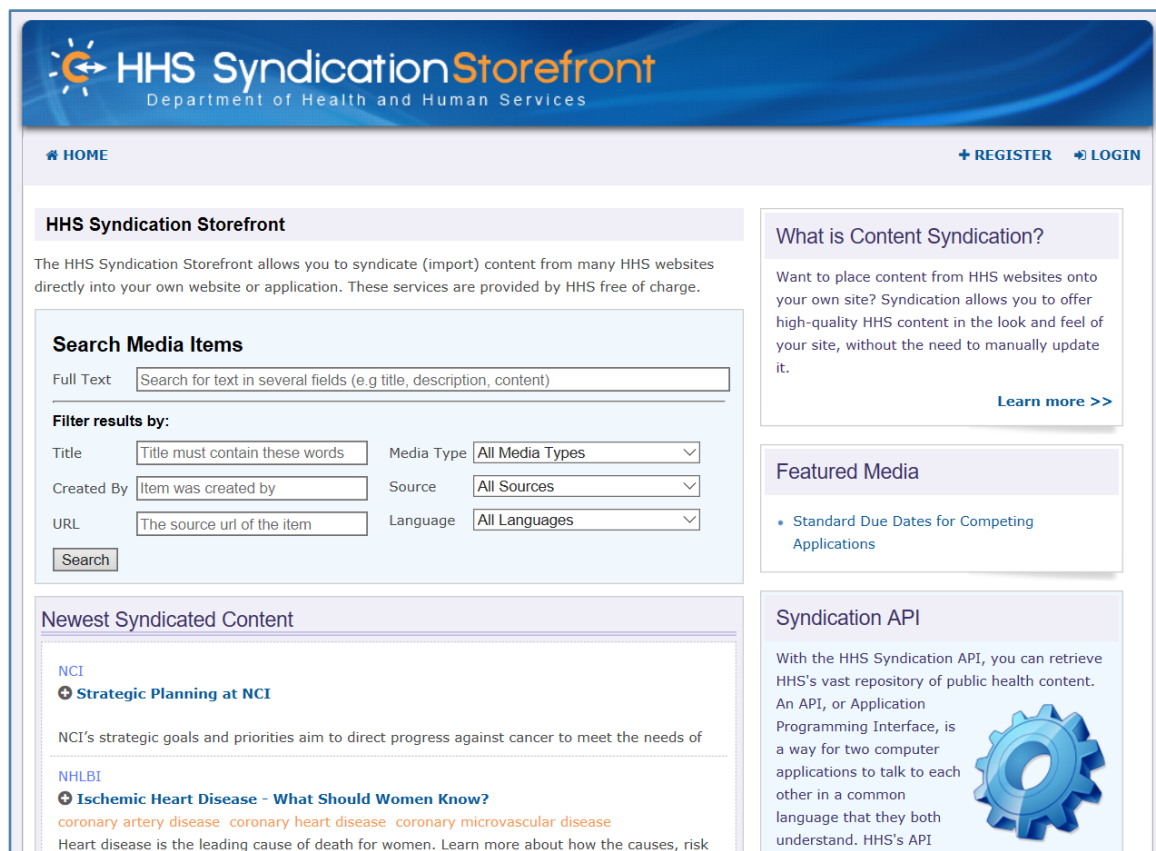 HHS Syndication Storefront
Department of Health and Human Services
HOME
REGISTER
LOGIN
HHS Syndication Storefront
The HHS Syndication Storefront allows you to syndicate (import) content from many HHS websites
directly into your own website or application. These services are provided by HHS free of charge.
Search Media Items
Full Text
Search for text in several fields (e.g title, description, content)
Filter results by:
Title
Title must contain these words
Media Type
All Media Types
Created By
Item was created by
Source
All Sources
URL
The source url of the item
Language
All Languages
Search
Newest Syndicated Content
NCI
Strategic Planning at NCI
NCI's strategic goals and priorities aim to direct progress against cancer to meet the needs of
NHLBI
Ischemic Heart Disease - What Should Women Know?
coronary artery disease coronary heart disease coronary microvascular disease
Heart disease is the leading cause of death for women. Learn more about how the causes, risk
What is Content Syndication?
Want to place content from HHS websites onto
your own site? Syndication allows you to offer
high-quality HHS content in the look and feel of
your site, without the need to manually update
it.
Learn more >>
Featured Media
Standard Due Dates for Competing
Applications
Syndication API
With the HHS Syndication API, you can retrieve
HHS's vast repository of public health content.
An API, or Application
Programming Interface, is
a way for two computer
applications to talk to each
other in a common
language that they both
understand. HHS's API